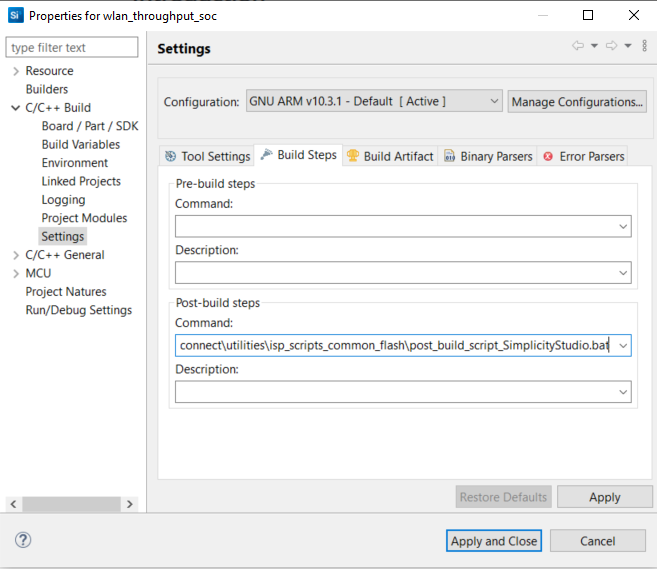 Si
Properties for wlan_throughput_soc
type filter text
Resource
Builders
C/C++ Build
Board / Part / SDK
Build Variables
Environment
Linked Projects
Logging
Project Modules
Settings
C/C++ General
MCU
Project Natures
Run/Debug Settings
Settings
Configuration: GNU ARM v10.3.1 - Default [ Active ] Manage Configurations...
Tool Settings Build Steps Build Artifact Binary Parsers Error Parsers
Pre-build steps
Command:
Description:
Post-build steps
Command:
connect\utilities\isp_scripts_common_flash\post_build_script_SimplicityStudio.bat
Description:
Restore Defaults Apply
? Apply and Close Cancel